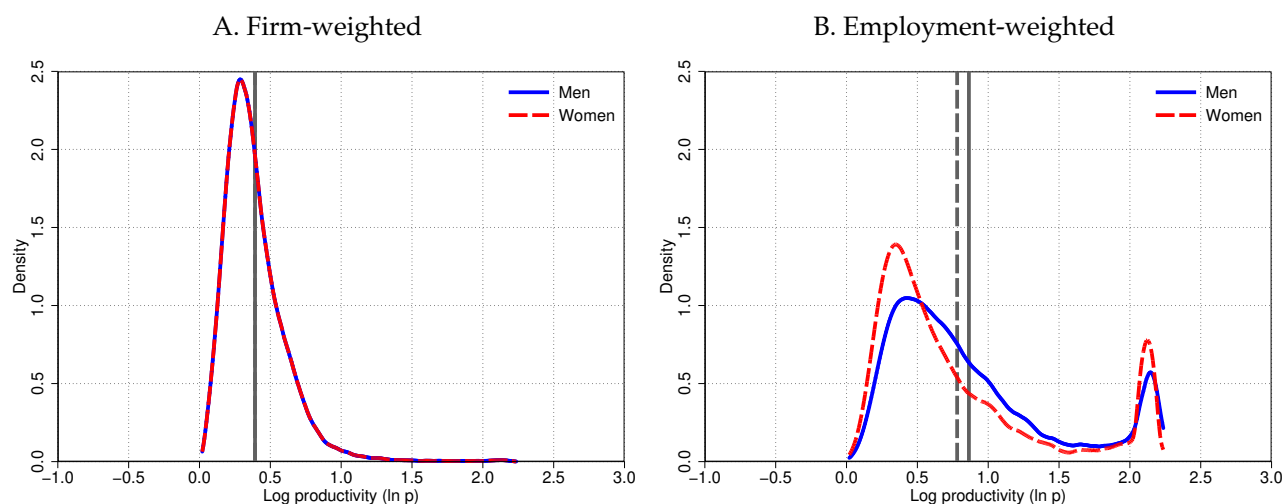 A. Firm-weighted
Density
2.5
2.0
1.5
1.0
0.5
0.0
Men
Women
−1.0 −0.5 0.0 0.5 1.0 1.5 2.0 2.5 3.0
Log productivity (ln p)
B. Employment-weighted
Density
2.5
2.0
1.5
1.0
0.5
0.0
Men
Women
−1.0 −0.5 0.0 0.5 1.0 1.5 2.0 2.5 3.0
Log productivity (ln p)